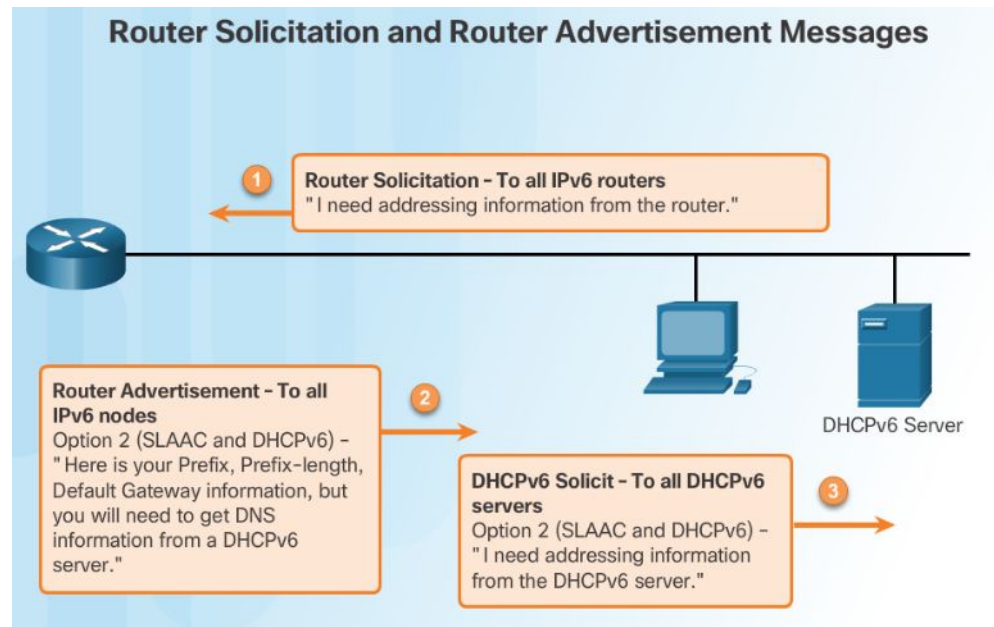 Router Solicitation and Router Advertisement Messages
1
Router Solicitation – To all IPv6 routers
"I need addressing information from the router."
Router Advertisement – To all
IPv6 nodes
Option 2 (SLAAC and DHCPv6) –
"Here is your Prefix, Prefix-length,
Default Gateway information, but
you will need to get DNS
information from a DHCPv6
server."
2
DHCPv6 Server
DHCPv6 Solicit – To all DHCPv6
servers
Option 2 (SLAAC and DHCPv6) –
"I need addressing information
from the DHCPv6 server."
3